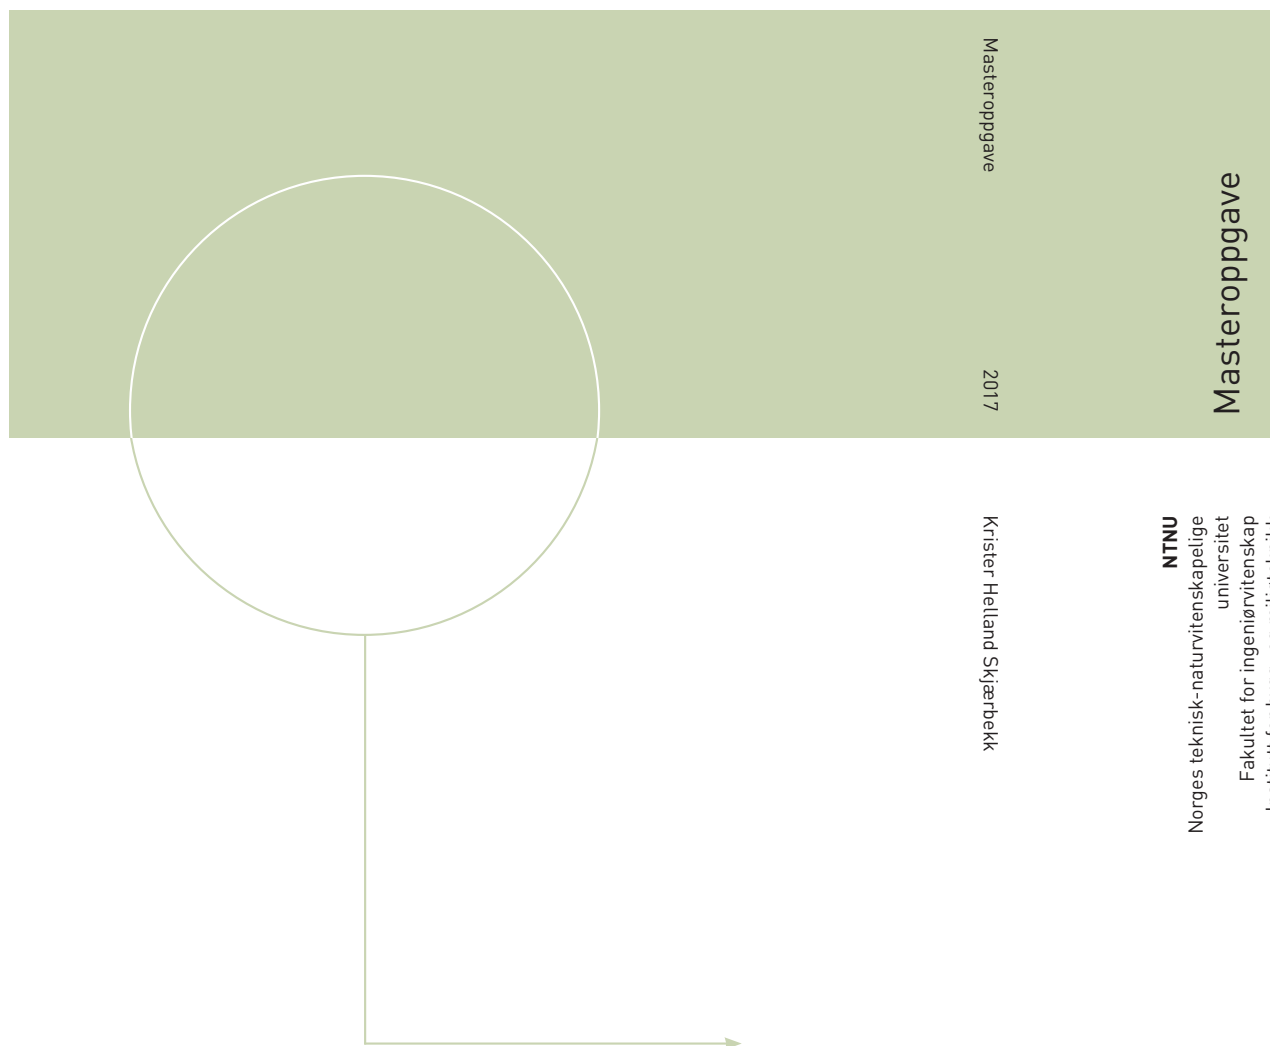 Masteroppgave
2017
Krister Helland Skjærbekk
Masteroppgave
NTNU
Norges teknisk-naturvitenskapelige
universitet
Fakultet for ingeniørvitenskap